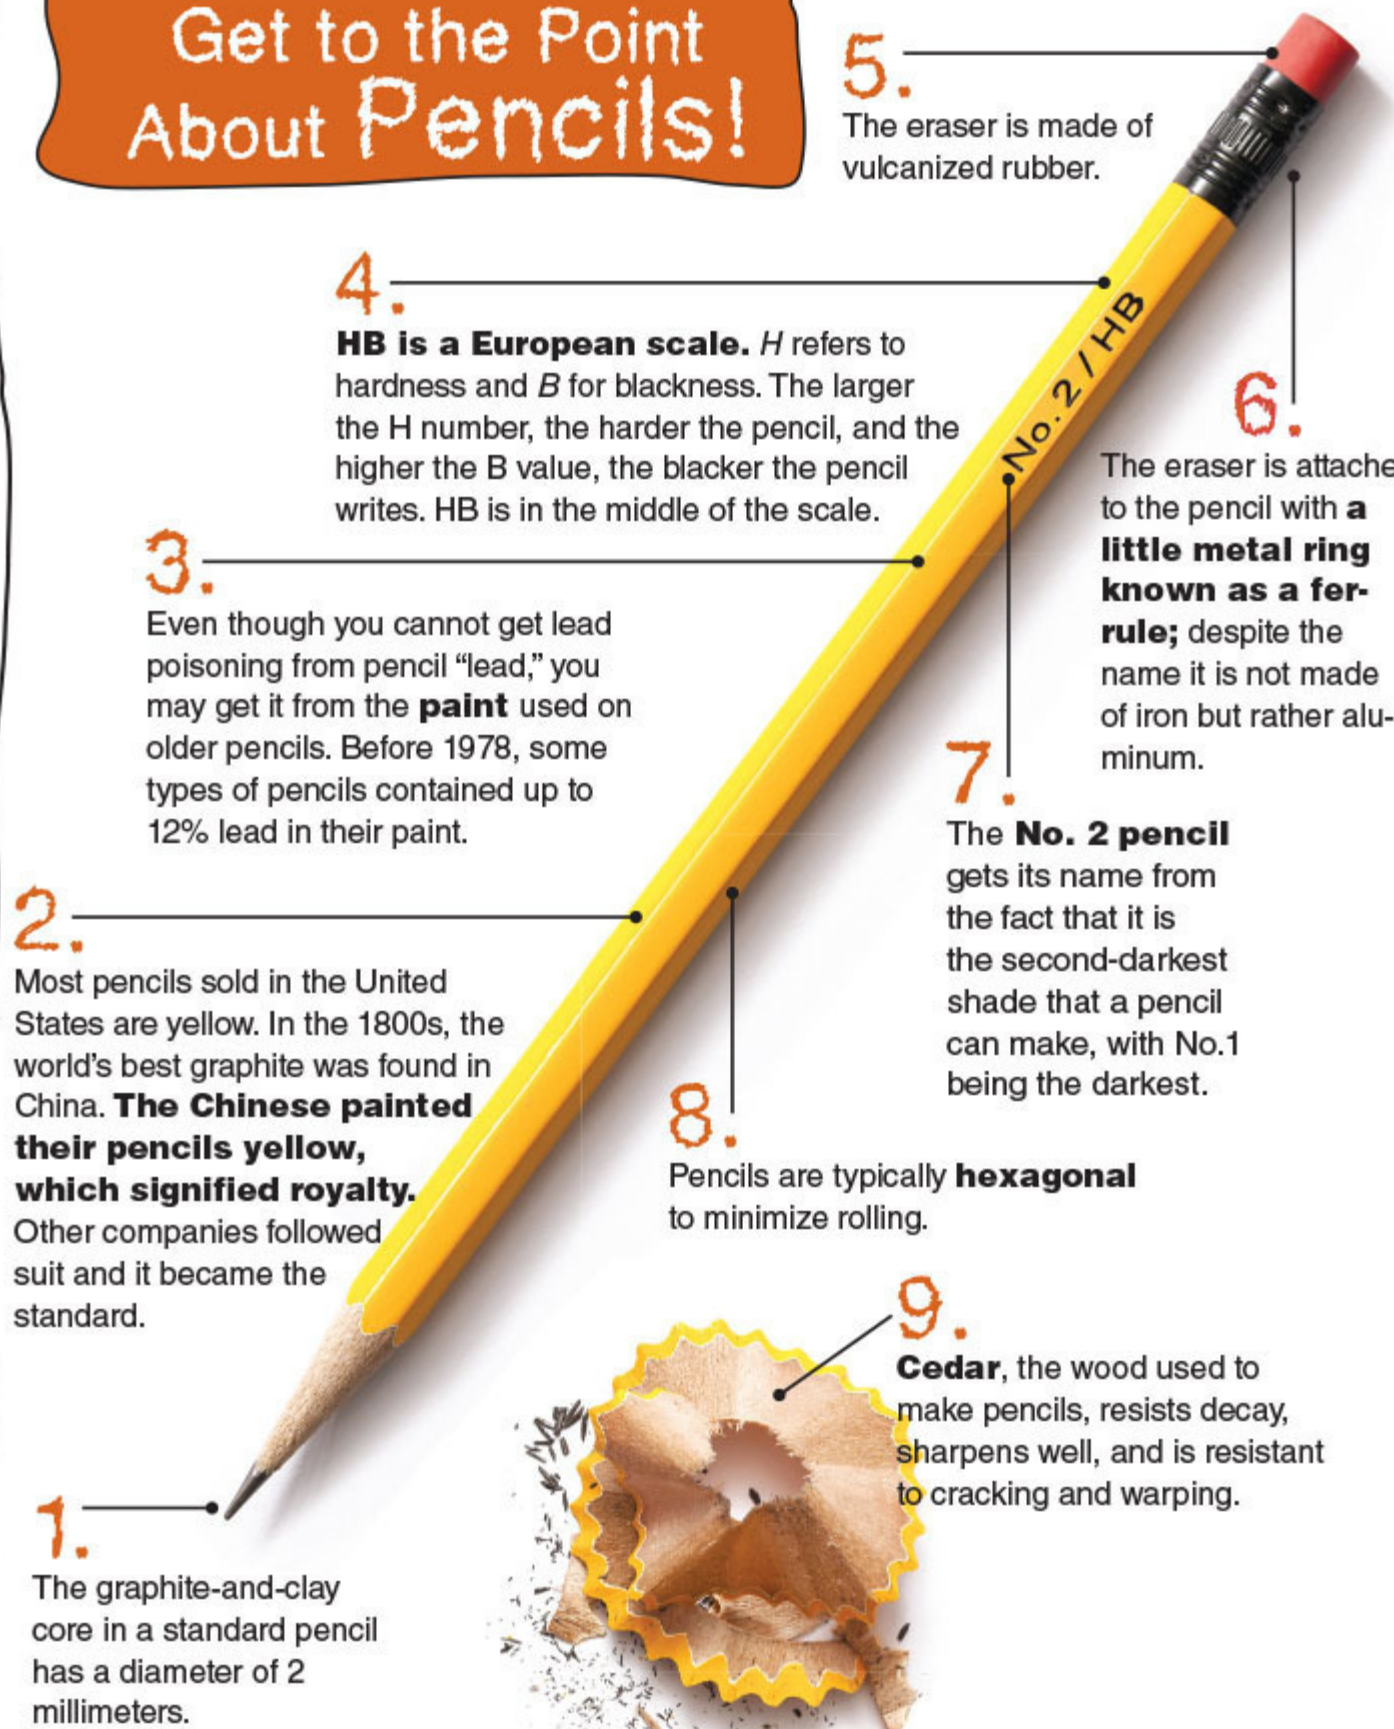 Get to the Point
About Pencils!
5.
The eraser is made of
vulcanized rubber.
4.
HB is a European scale. H refers to
hardness and B for blackness. The larger
the H number, the harder the pencil, and the
higher the B value, the blacker the pencil
writes. HB is in the middle of the scale.
No. 2 / HB
6.
The eraser is attache
to the pencil with a
little metal ring
known as a fer-
rule; despite the
name it is not made
of iron but rather alu-
minum.
3.
Even though you cannot get lead
poisoning from pencil “lead,” you
may get it from the paint used on
older pencils. Before 1978, some
types of pencils contained up to
12% lead in their paint.
7.
The No. 2 pencil
gets its name from
the fact that it is
the second-darkest
shade that a pencil
can make, with No.1
being the darkest.
2.
Most pencils sold in the United
States are yellow. In the 1800s, the
world’s best graphite was found in
China. The Chinese painted
their pencils yellow,
which signified royalty.
Other companies followed
suit and it became the
standard.
8.
Pencils are typically hexagonal
to minimize rolling.
9.
Cedar, the wood used to
make pencils, resists decay,
sharpens well, and is resistant
to cracking and warping.
1.
The graphite-and-clay
core in a standard pencil
has a diameter of 2
millimeters.